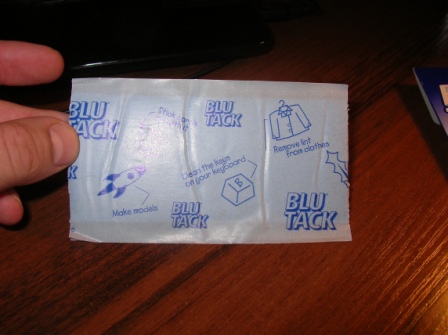 BLU
TACK
BLU
TACK
Remove lint
from clothes
TACK
Clean the keys
on your keyboard
B
Make models
BLU
TACK
BLU
TACK